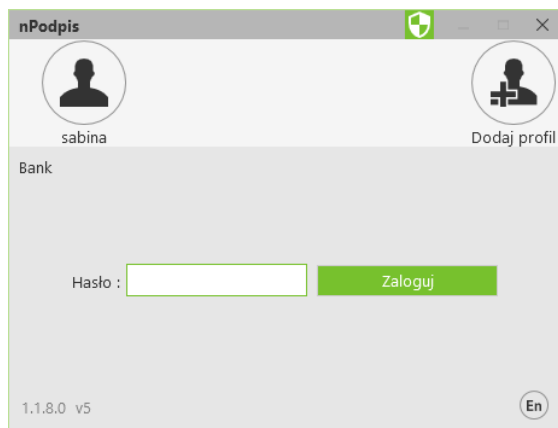 nPodpis
sabina
Dodaj profil
Bank
Hasło :
Zaloguj
1.1.8.0 v5
En